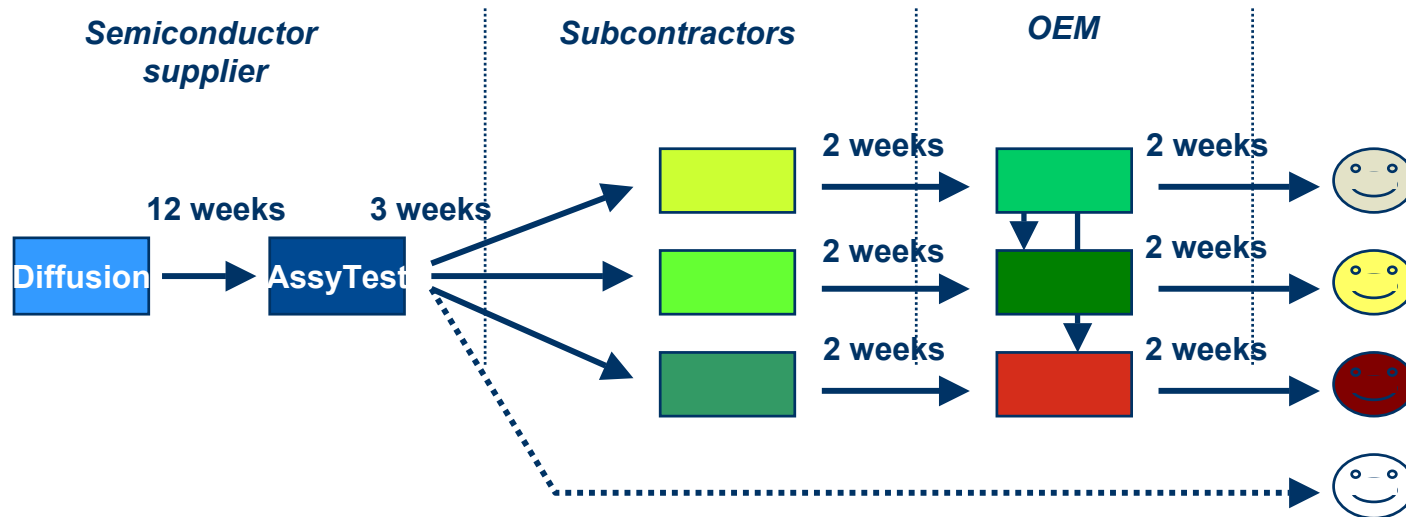 Semiconductor
supplier
Subcontractors
OEM
2 weeks
2 weeks
12 weeks
3 weeks
Diffusion
AssyTest
2 weeks
2 weeks
2 weeks
2 weeks